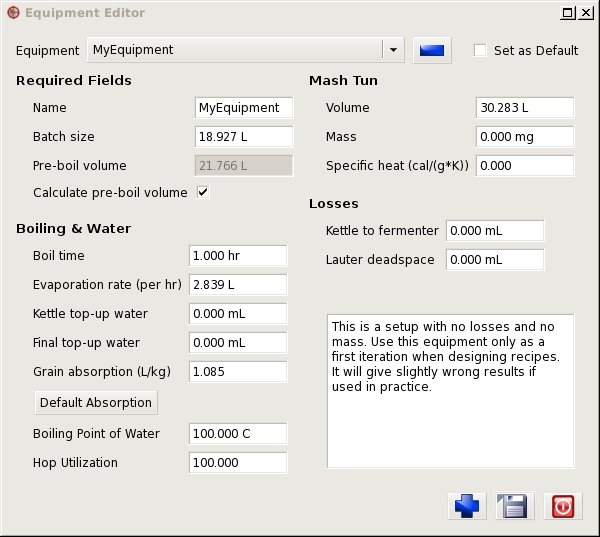 Equipment Editor
Equipment MyEquipment Set as Default
Required Fields
Name MyEquipment
Batch size 18.927 L
Pre-boil volume 21.766 L
Calculate pre-boil volume
Boiling & Water
Boil time 1.000 hr
Evaporation rate (per hr) 2.839 L
Kettle top-up water 0.000 mL
Final top-up water 0.000 mL
Grain absorption (L/kg) 1.085
Default Absorption
Boiling Point of Water 100.000 C
Hop Utilization 100.000
Mash Tun
Volume 30.283 L
Mass 0.000 mg
Specific heat (cal/(g*K)) 0.000
Losses
Kettle to fermenter 0.000 mL
Lauter deadspace 0.000 mL
This is a setup with no losses and no
mass. Use this equipment only as a
first iteration when designing recipes.
It will give slightly wrong results if
used in practice.